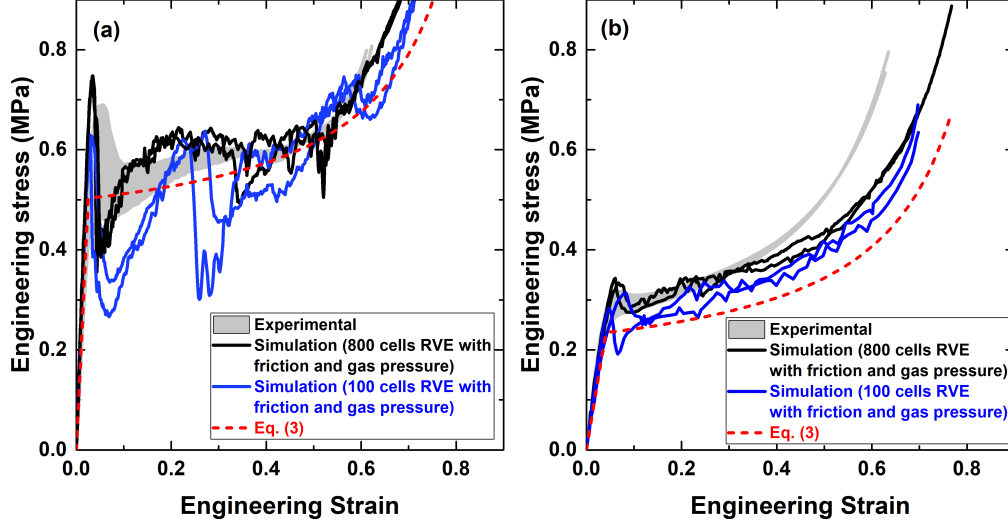 (a)
Engineering stress (MPa)
0.8
0.6
0.4
0.2
0.0
Experimental
Simulation (800 cells RVE with
friction and gas pressure)
Simulation (100 cells RVE with
friction and gas pressure)
Eq. (3)
0.0 0.2 0.4 0.6 0.8
Engineering Strain
(b)
Engineering stress (MPa)
0.8
0.6
0.4
0.2
0.0
Experimental
Simulation (800 cells RVE
with friction and gas pressure)
Simulation (100 cells RVE
with friction and gas pressure)
Eq. (3)
0.0 0.2 0.4 0.6 0.8
Engineering Strain